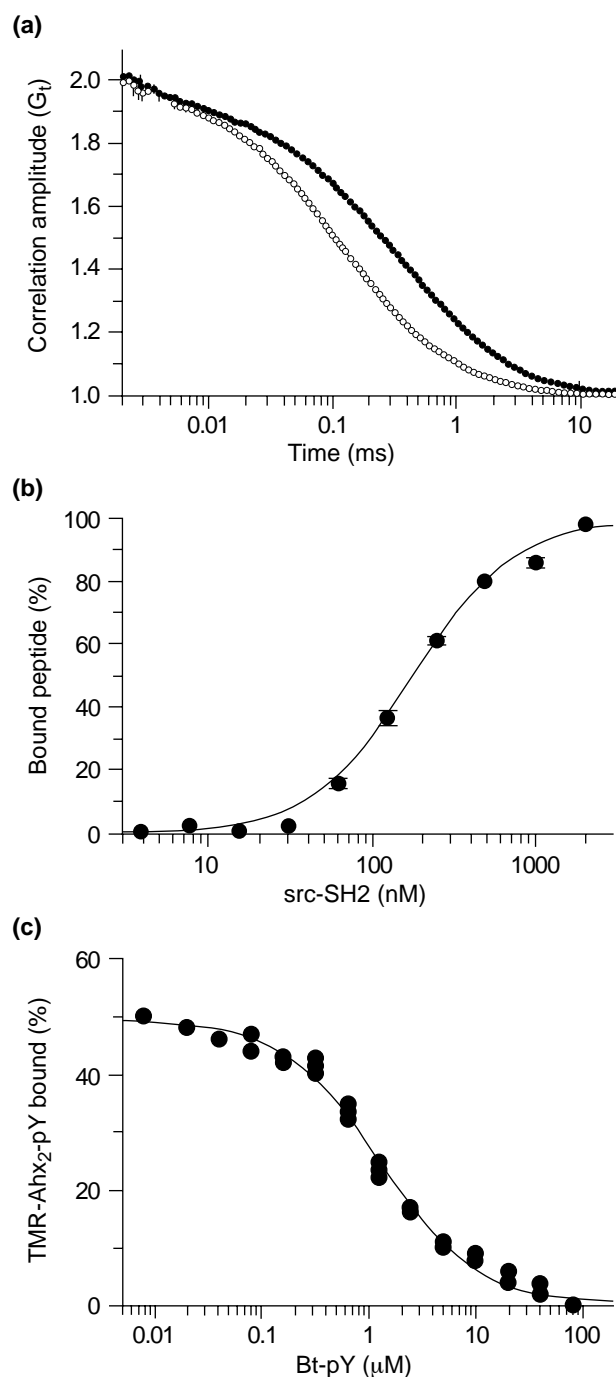 (a)
Correlation amplitude (Gt)
2.0
1.8
1.6
1.4
1.2
1.0
0.01 0.1 1 10
Time (ms)
(b)
Bound peptide (%)
100
80
60
40
20
0
10 100 1000
src-SH2 (nM)
(c)
TMR-Ahx2-pY bound (%)
60
40
20
0
0.01 0.1 1 10 100
Bt-pY (μM)